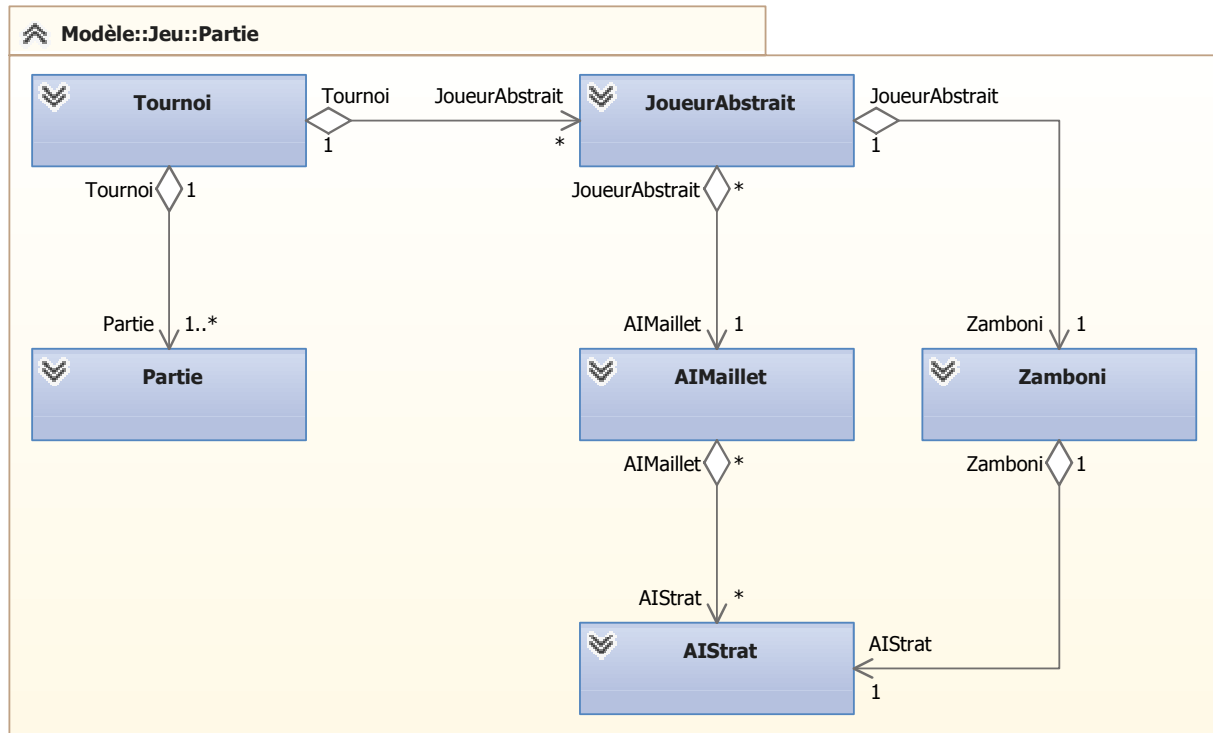 Modèle::Jeu::Partie
Tournoi
Tournoi
1
JoueurAbstrait
*
JoueurAbstrait
JoueurAbstrait
1
Tournoi
1
JoueurAbstrait
*
Partie
1..*
AIMaillet
1
Zamboni
1
Partie
AIMaillet
Zamboni
AIMaillet
*
Zamboni
1
AIStrat
*
AIStrat
AIStrat
1